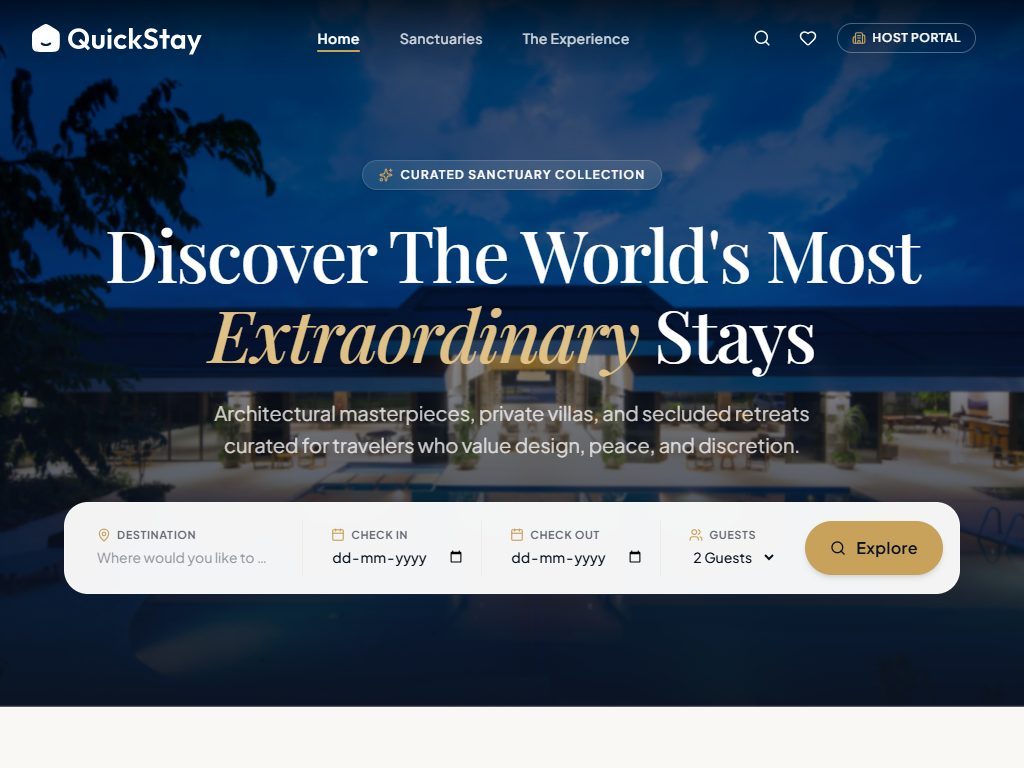 QuickStay
Home
Sanctuaries
The Experience
HOST PORTAL
CURATED SANCTUARY COLLECTION
Discover The World's Most
Extraordinary Stays
Architectural masterpieces, private villas, and secluded retreats
curated for travelers who value design, peace, and discretion.
DESTINATION
Where would you like to ...
CHECK IN
dd-mm-yyyy
CHECK OUT
dd-mm-yyyy
GUESTS
2 Guests
Explore